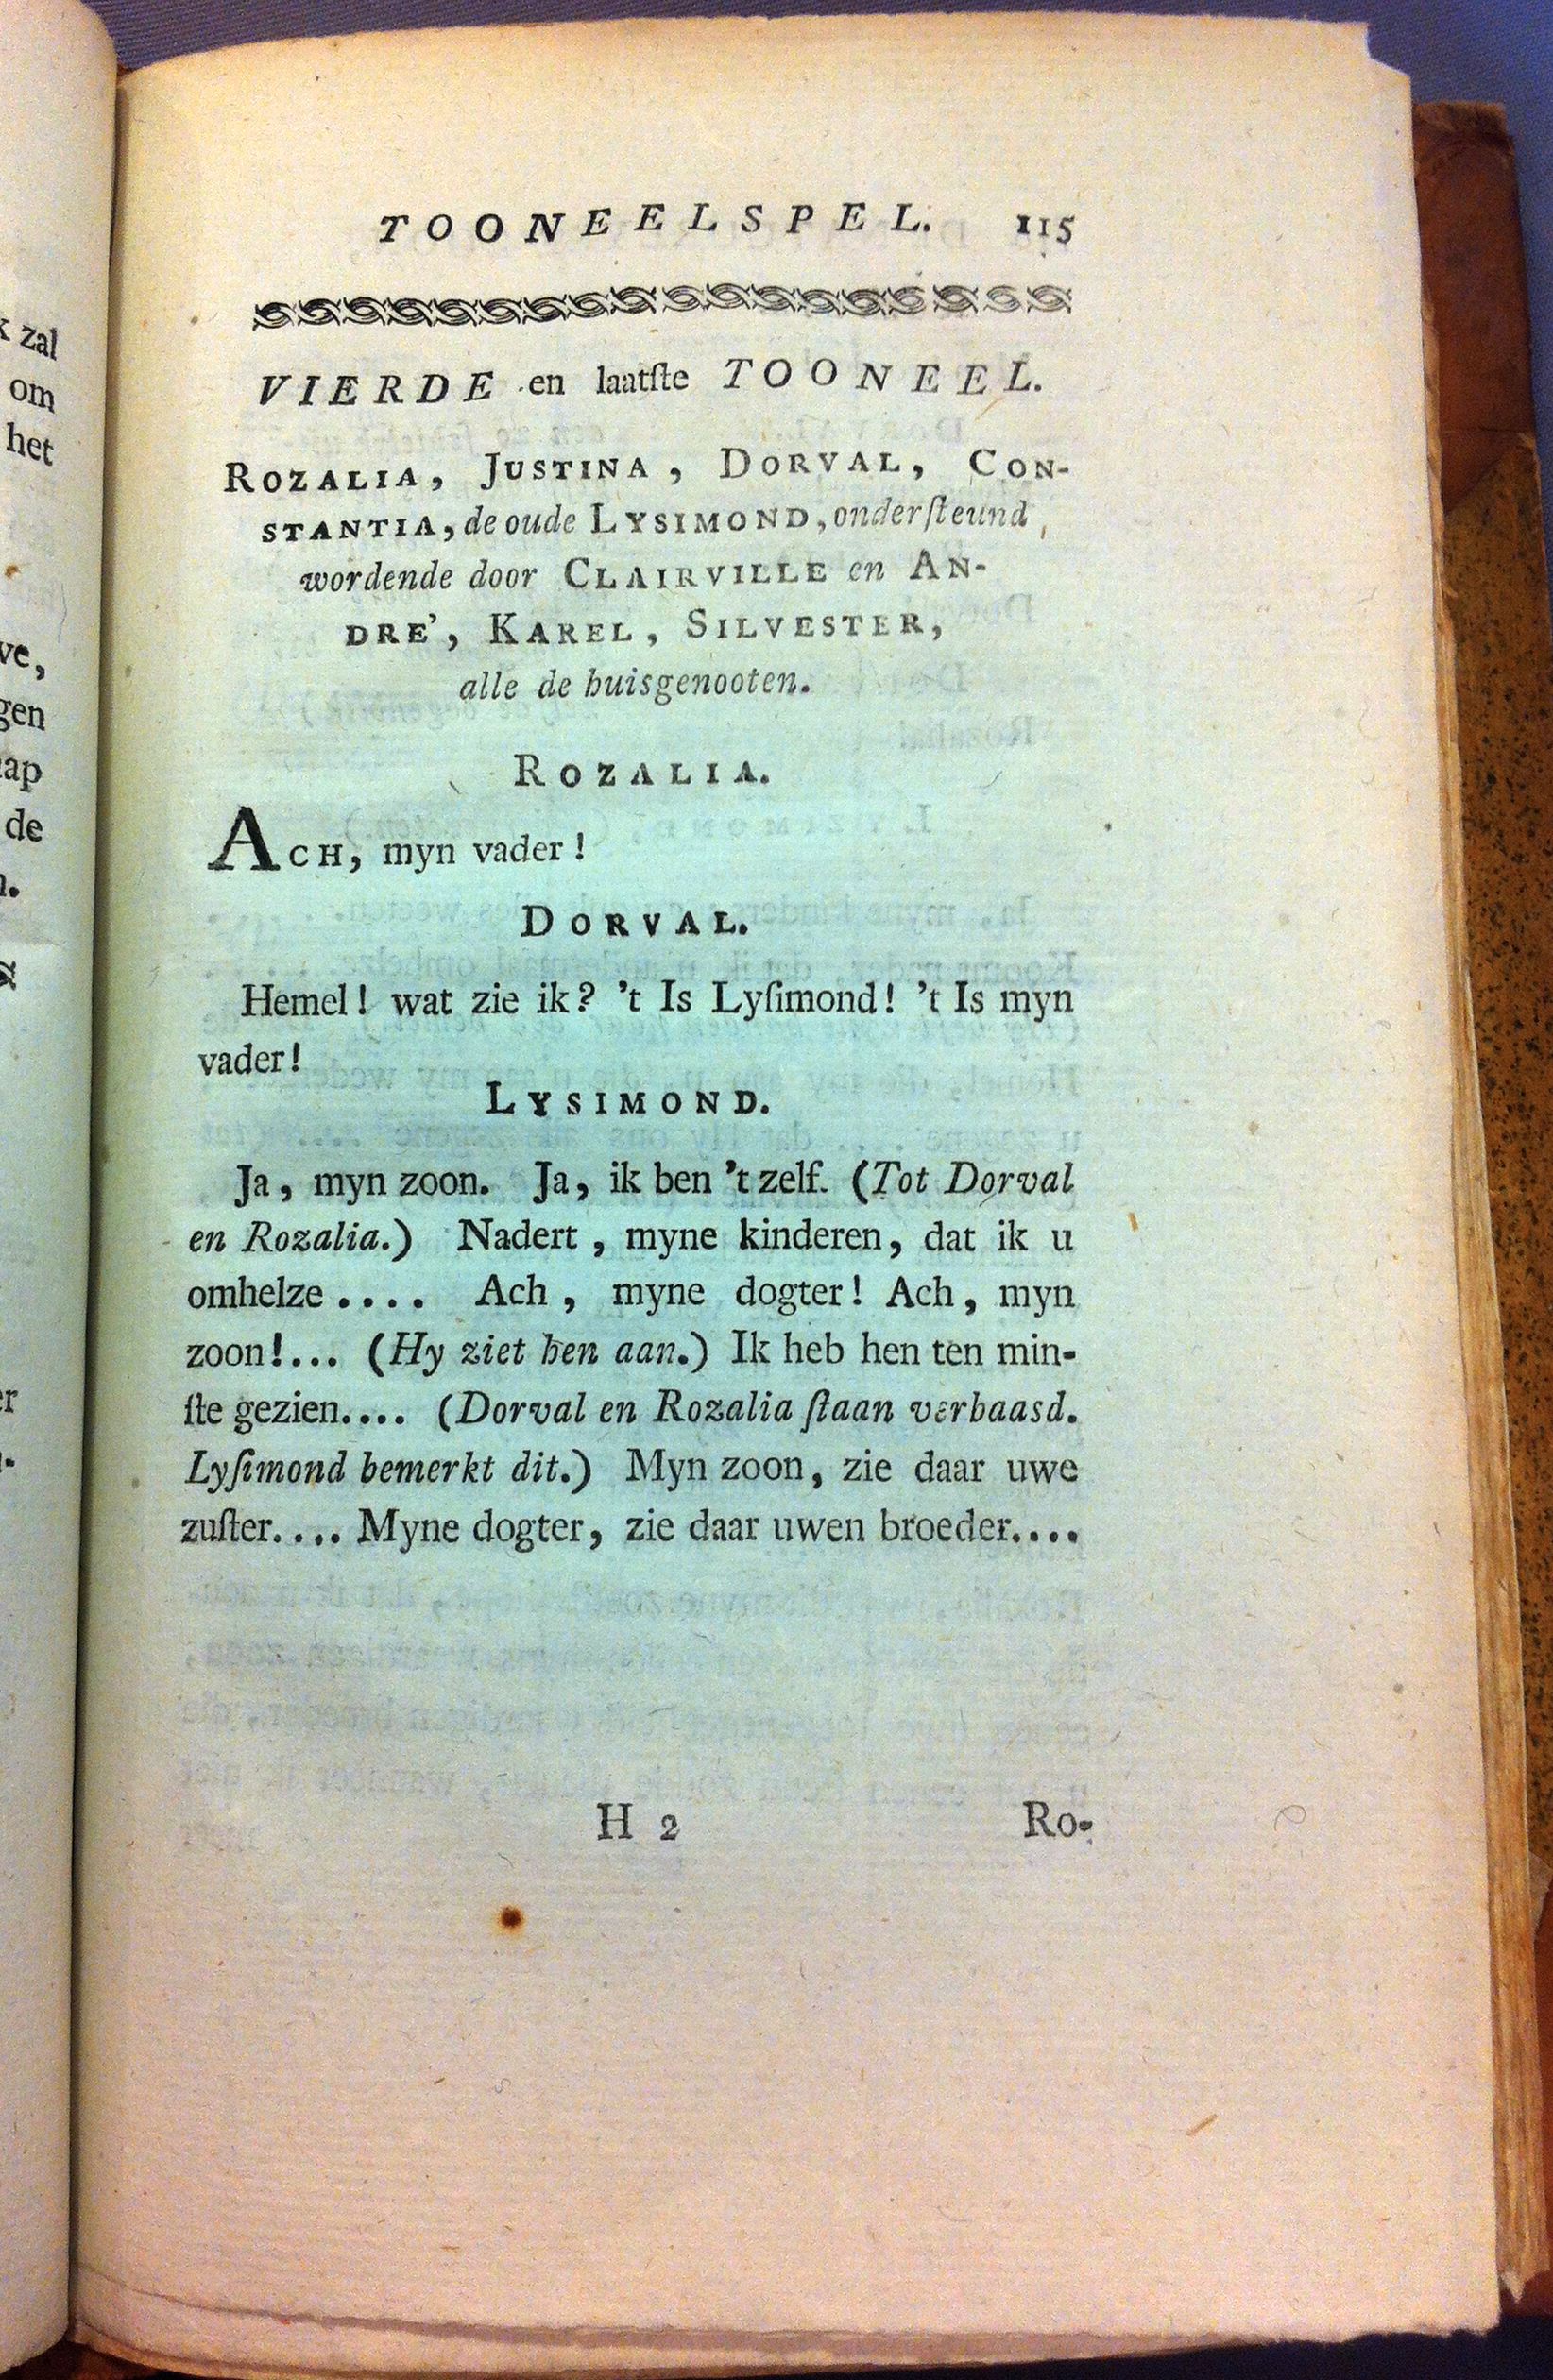 TOONEELSPEL. 115
VIERDE en laatſte TOONEEL.
ROZALIA, JUSTINA, DORVAL, CON-
STANTIA, de oude LYSIMOND, onderſteund
wordende door CLAIRVILLE en AN-
DRE', KAREL, SILVESTER,
alle de huisgenooten.
ROZALIA.
ACH, myn vader!
DORVAL.
Hemel! wat zie ik? 't Is Lyſimond! 't Is myn
vader!
LYSIMOND.
Ja, myn zoon. Ja, ik ben 't zelf. (Tot Dorval
en Rozalia.) Nadert, myne kinderen, dat ik u
omhelze .... Ach, myne dogter! Ach, myn
zoon!... (Hy ziet hen aan.) Ik heb hen ten min-
ſte gezien.... (Dorval en Rozalia ſtaan verbaasd.
Lyſimond bemerkt dit.) Myn zoon, zie daar uwe
zuſter.... Myne dogter, zie daar uwen broeder....
H 2 Ro-
zal
om
het
de